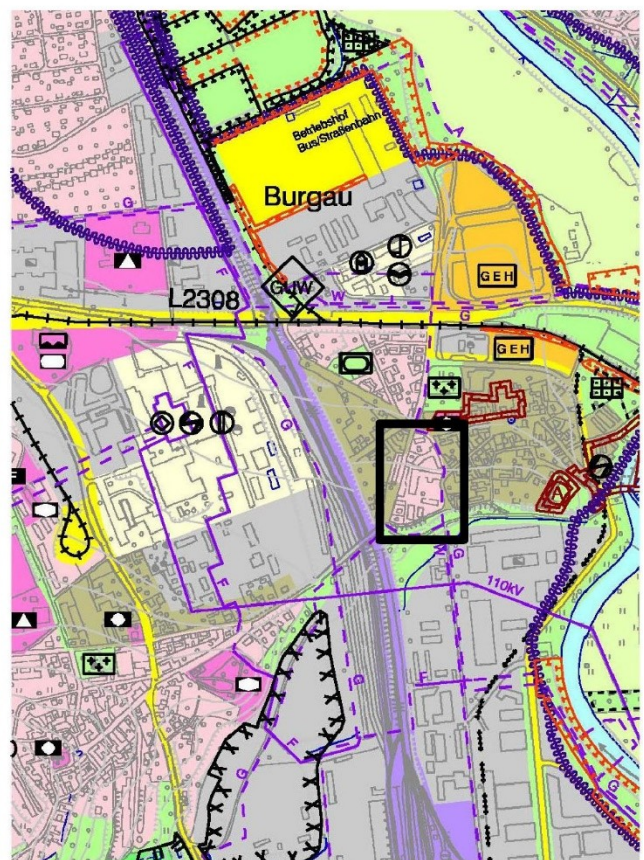 Betriebshof
Bus/Straßenbahn
A
Burgau
G
GEH
F
GUW
W
L2308
G
GEH
G
F
F
G
110kV
F
F
G
G
F
G